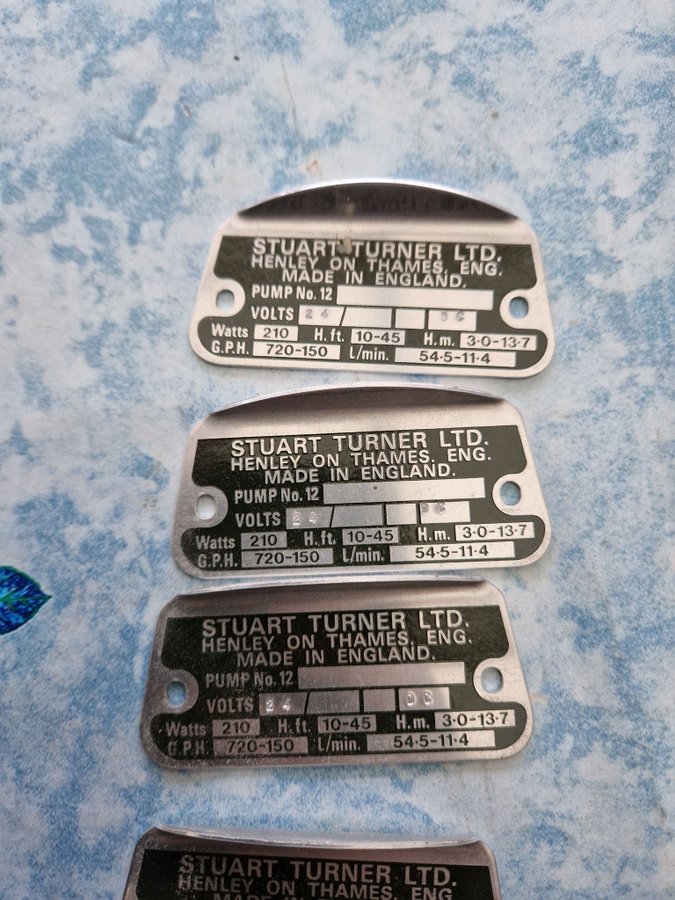 STUART TURNER LTD.
HENLEY ON THAMES, ENG.
MADE IN ENGLAND.
PUMP No. 12
VOLTS 24/ DC
Watts 210 H.ft. 10-45 H.m. 3·0-13·7
G.P.H. 720-150 L/min. 54·5-11·4
STUART TURNER LTD.
HENLEY ON THAMES, ENG.
MADE IN ENGLAND.
PUMP No. 12
VOLTS 24/ DC
Watts 210 H.ft. 10-45 H.m. 3·0-13·7
G.P.H. 720-150 L/min. 54·5-11·4
STUART TURNER LTD.
HENLEY ON THAMES, ENG.
MADE IN ENGLAND.
PUMP No. 12
VOLTS 24/ DC
Watts 210 H.ft. 10-45 H.m. 3·0-13·7
G.P.H. 720-150 L/min. 54·5-11·4
STUART TURNER LTD.
HENLEY ON THAMES, ENG
MADE IN ENGLAND